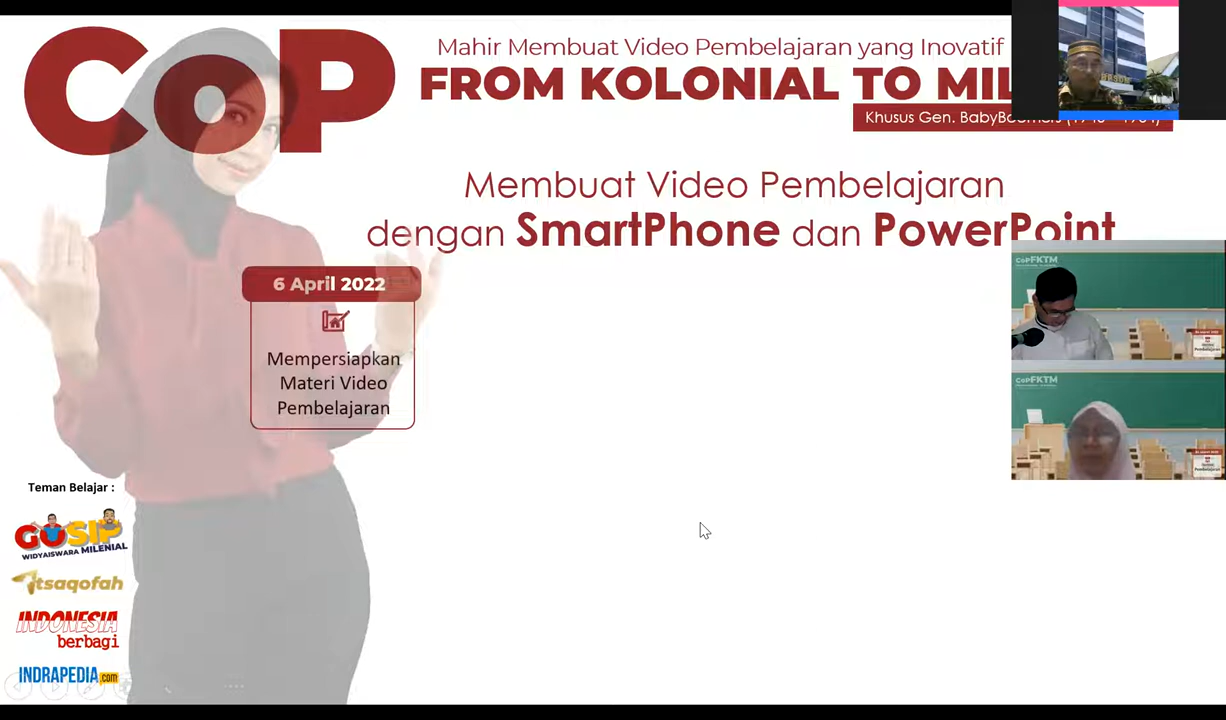 CoP
Mahir Membuat Video Pembelajaran yang Inovatif
FROM KOLONIAL TO MIL
Khusus Gen. BabyBoomers
Membuat Video Pembelajaran
dengan SmartPhone dan PowerPoint
6 April 2022
Mempersiapkan
Materi Video
Pembelajaran
Teman Belajar :
GOSIP
WIDYAISWARA MILENIAL
Atsaqofah
INDONESIA
berbagi
INDRAPEDIA.com
CoPFKTM
CoPFKTM